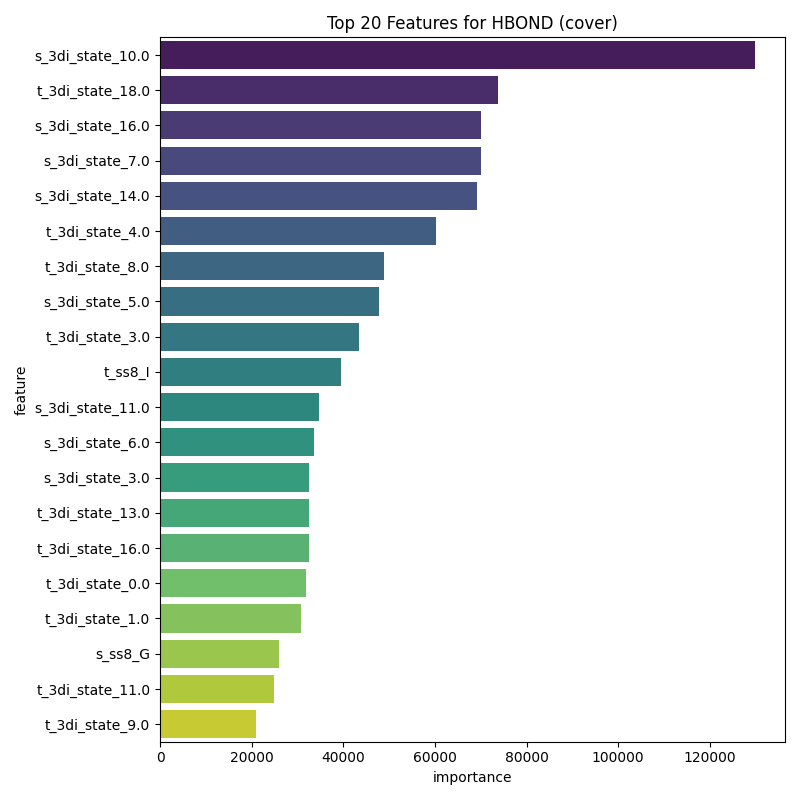 Top 20 Features for HBOND (cover)
s_3di_state_10.0
t_3di_state_18.0
s_3di_state_16.0
s_3di_state_7.0
s_3di_state_14.0
t_3di_state_4.0
t_3di_state_8.0
s_3di_state_5.0
t_3di_state_3.0
t_ss8_I
s_3di_state_11.0
s_3di_state_6.0
s_3di_state_3.0
t_3di_state_13.0
t_3di_state_16.0
t_3di_state_0.0
t_3di_state_1.0
s_ss8_G
t_3di_state_11.0
t_3di_state_9.0
feature
0 20000 40000 60000 80000 100000 120000
importance